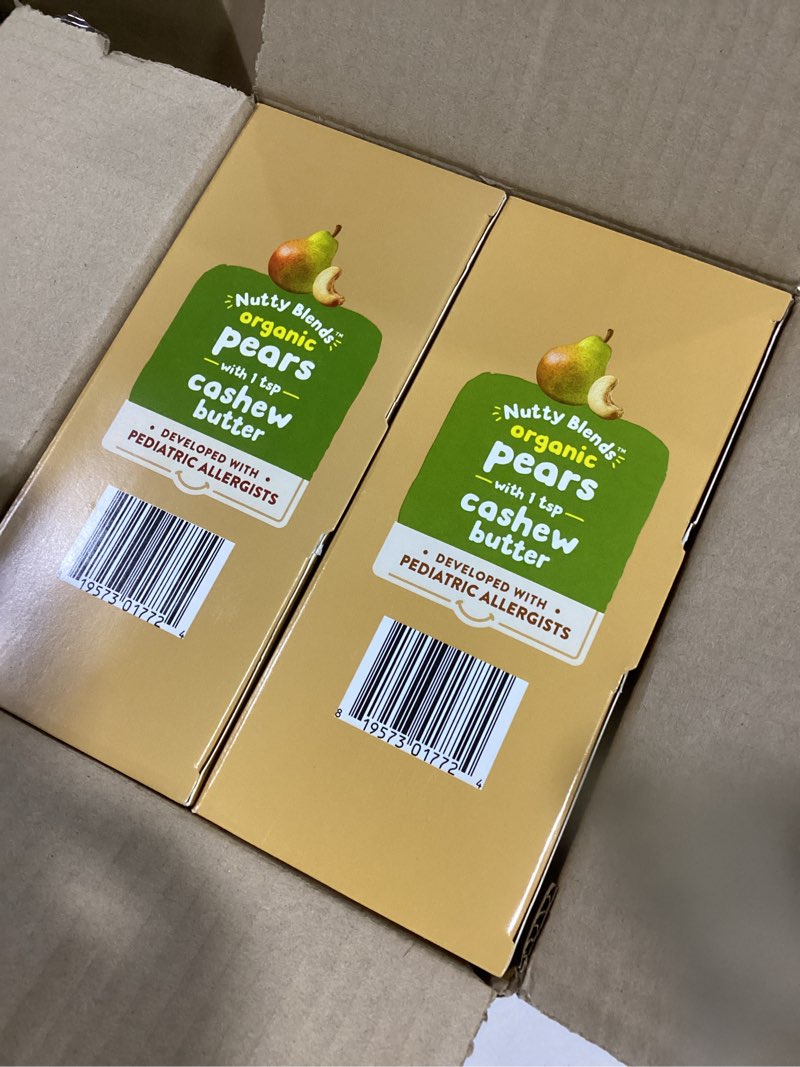 Nutty Blends™
organic
pears
with 1 tsp
cashew
butter
• DEVELOPED WITH •
PEDIATRIC ALLERGISTS
19573 01772 4
Nutty Blends™
organic
pears
with 1 tsp
cashew
butter
• DEVELOPED WITH •
PEDIATRIC ALLERGISTS
8 19573 01772 4